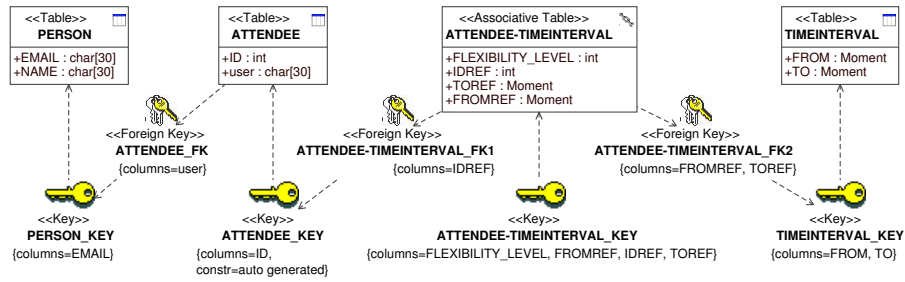 <<Table>>
PERSON
+EMAIL : char[30]
+NAME : char[30]
<<Table>>
ATTENDEE
+ID : int
+user : char[30]
<<Associative Table>>
ATTENDEE-TIMEINTERVAL
+FLEXIBILITY_LEVEL : int
+IDREF : int
+TOREF : Moment
+FROMREF : Moment
<<Table>>
TIMEINTERVAL
+FROM : Moment
+TO : Moment
<<Foreign Key>>
ATTENDEE_FK
{columns=user}
<<Foreign Key>>
ATTENDEE-TIMEINTERVAL_FK1
{columns=IDREF}
<<Foreign Key>>
ATTENDEE-TIMEINTERVAL_FK2
{columns=FROMREF, TOREF}
<<Key>>
PERSON_KEY
{columns=EMAIL}
<<Key>>
ATTENDEE_KEY
{columns=ID,
constr=auto generated}
<<Key>>
ATTENDEE-TIMEINTERVAL_KEY
{columns=FLEXIBILITY_LEVEL, FROMREF, IDREF, TOREF}
<<Key>>
TIMEINTERVAL_KEY
{columns=FROM, TO}